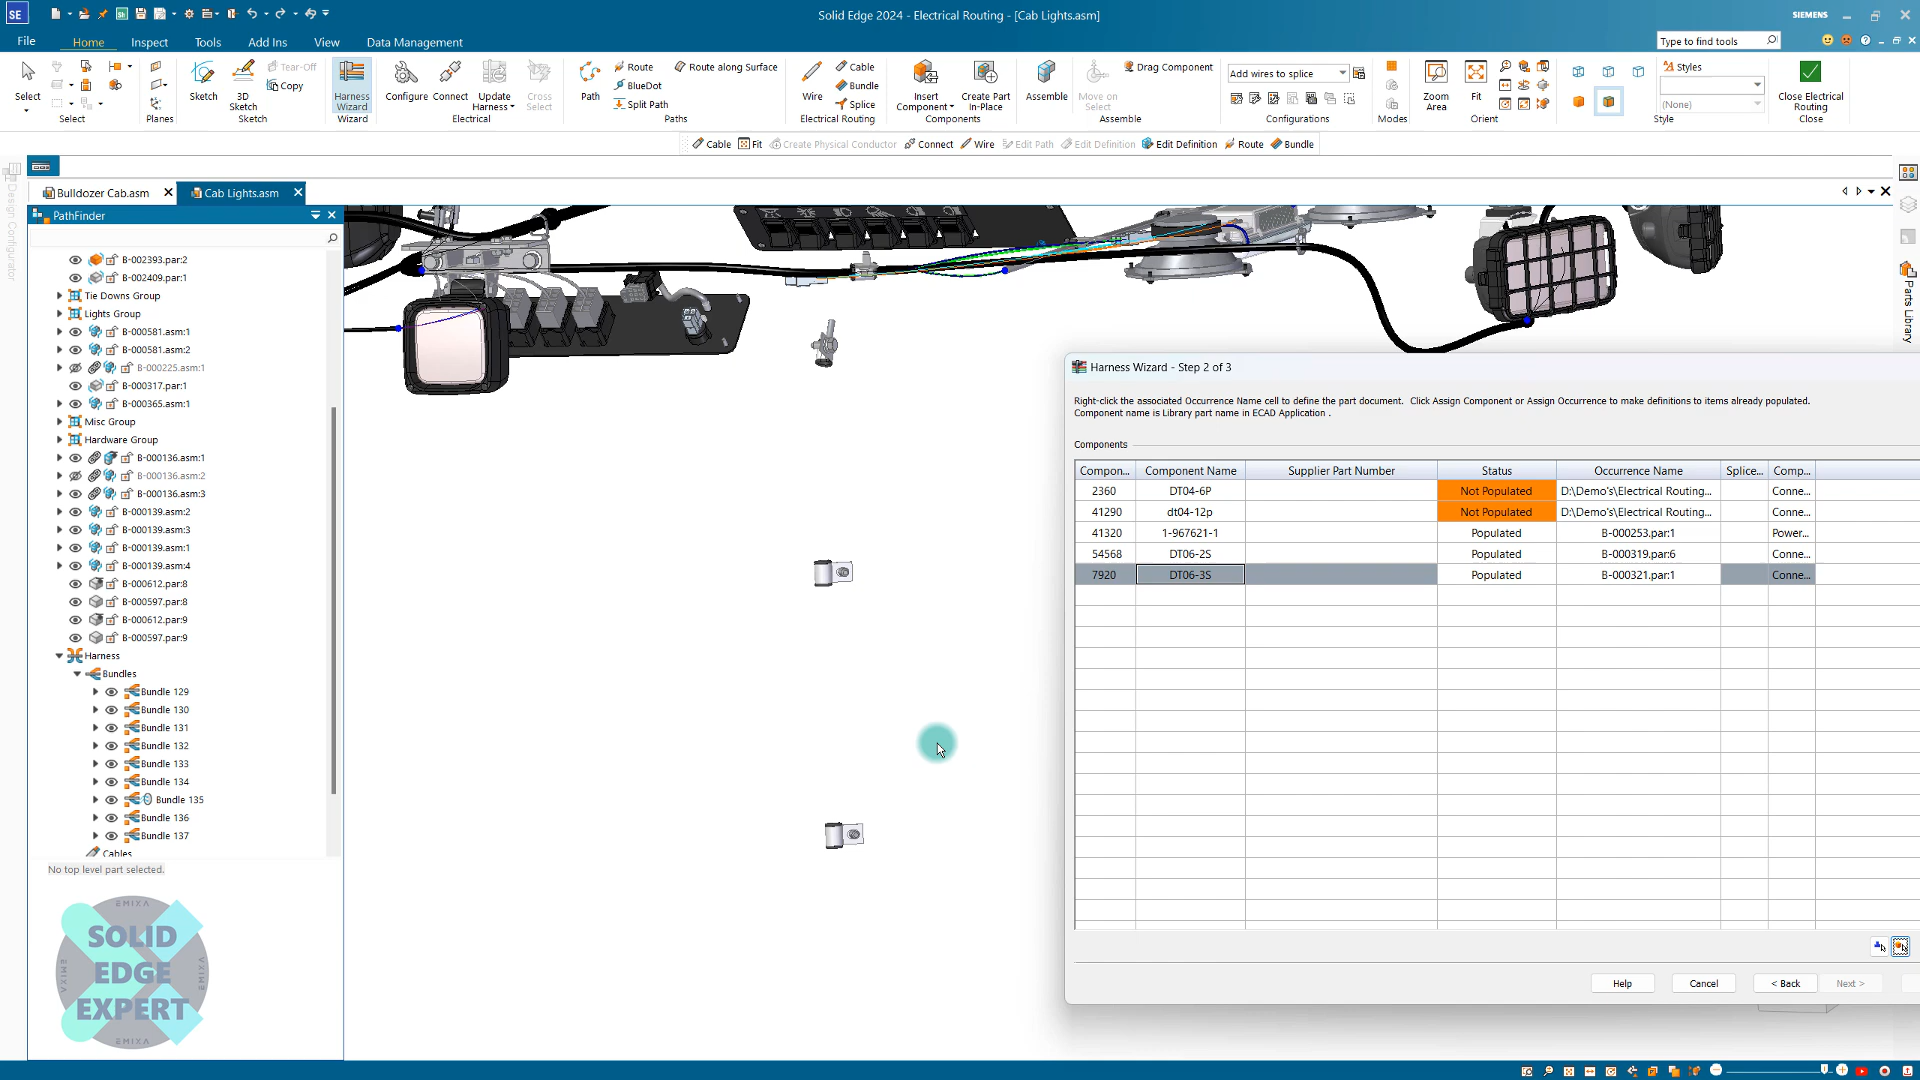 SE
Solid Edge 2024 - Electrical Routing - [Cab Lights.asm]
SIEMENS
File
Home
Inspect
Tools
Add Ins
View
Data Management
Type to find tools
Select
Tear-Off
Copy
Select
Planes
Sketch
3D
Sketch
Sketch
Harness
Wizard
Wizard
Configure
Connect
Update
Harness
Cross
Select
Electrical
Path
Route
BlueDot
Split Path
Route along Surface
Paths
Wire
Cable
Bundle
Splice
Electrical Routing
Insert
Component
Create Part
In-Place
Components
Assemble
Move on
Select
Drag Component
Assemble
Add wires to splice
Configurations
Modes
Zoom
Area
Fit
Orient
Styles
(None)
Style
Close Electrical
Routing
Close
Cable
Fit
Create Physical Conductor
Connect
Wire
Edit Path
Edit Definition
Edit Definition
Route
Bundle
Design Configurator
Bulldozer Cab.asm
Cab Lights.asm
PathFinder
B-002393.par:2
B-002409.par:1
Tie Downs Group
Lights Group
B-000581.asm:1
B-000581.asm:2
B-000225.asm:1
B-000317.par:1
B-000365.asm:1
Misc Group
Hardware Group
B-000136.asm:1
B-000136.asm:2
B-000136.asm:3
B-000139.asm:2
B-000139.asm:3
B-000139.asm:1
B-000139.asm:4
B-000612.par:8
B-000597.par:8
B-000612.par:9
B-000597.par:9
Harness
Bundles
Bundle 129
Bundle 130
Bundle 131
Bundle 132
Bundle 133
Bundle 134
Bundle 135
Bundle 136
Bundle 137
Cables
No top level part selected.
EMIXA
SOLID
EDGE
EXPERT
EMIXA
EMIXA
EMIXA
Parts Library
Harness Wizard - Step 2 of 3
Right-click the associated Occurrence Name cell to define the part document. Click Assign Component or Assign Occurrence to make definitions to items already populated.
Component name is Library part name in ECAD Application .
Components
Compon... Component Name Supplier Part Number Status Occurrence Name Splice... Comp...
2360 DT04-6P Not Populated D:\Demo's\Electrical Routing... Conne...
41290 dt04-12p Not Populated D:\Demo's\Electrical Routing... Conne...
41320 1-967621-1 Populated B-000253.par:1 Power...
54568 DT06-2S Populated B-000319.par:6 Conne...
7920 DT06-3S Populated B-000321.par:1 Conne...
Help
Cancel
< Back
Next >